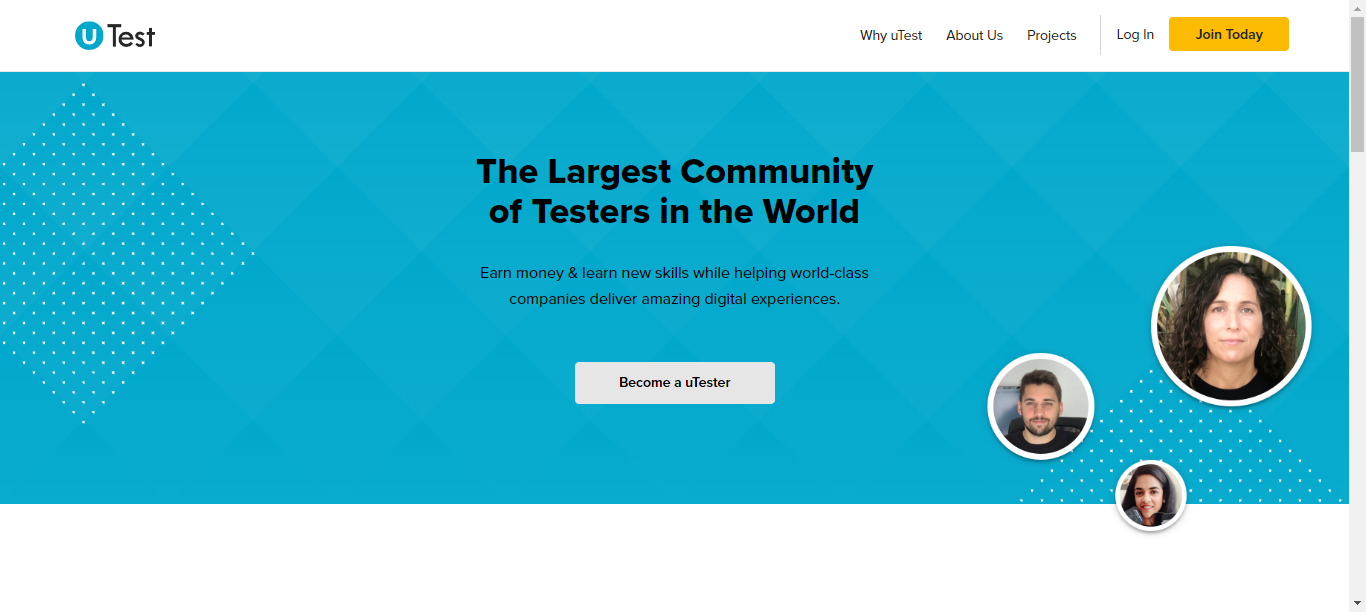 uTest
Why uTest
About Us
Projects
Log In
Join Today
The Largest Community
of Testers in the World
Earn money & learn new skills while helping world-class
companies deliver amazing digital experiences.
Become a uTester